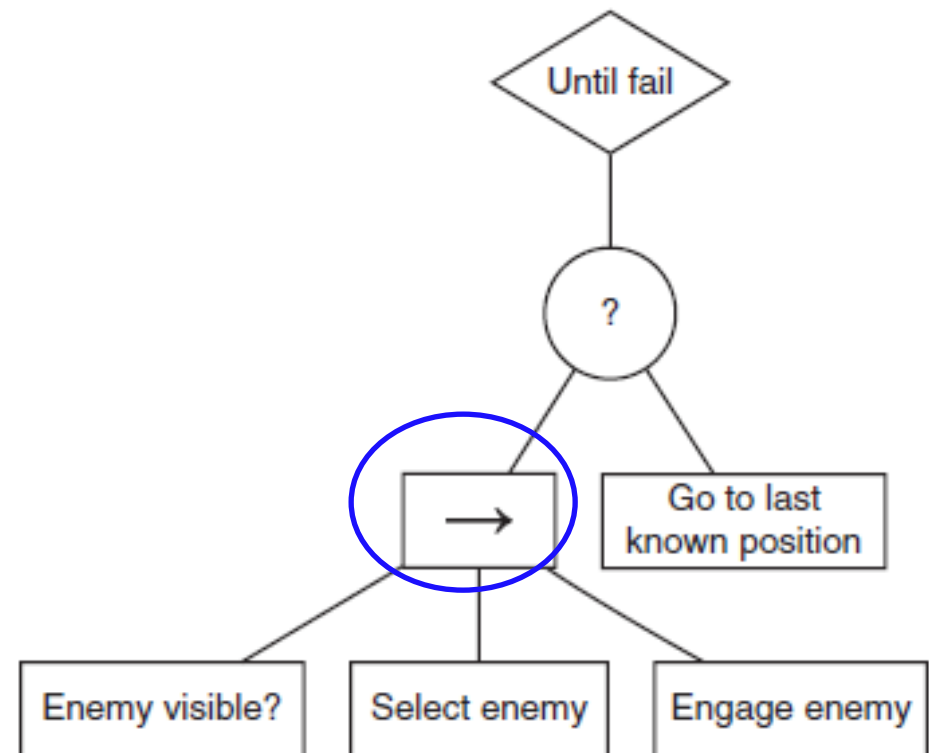 Until fail
?
→
Go to last
known position
Enemy visible?
Select enemy
Engage enemy